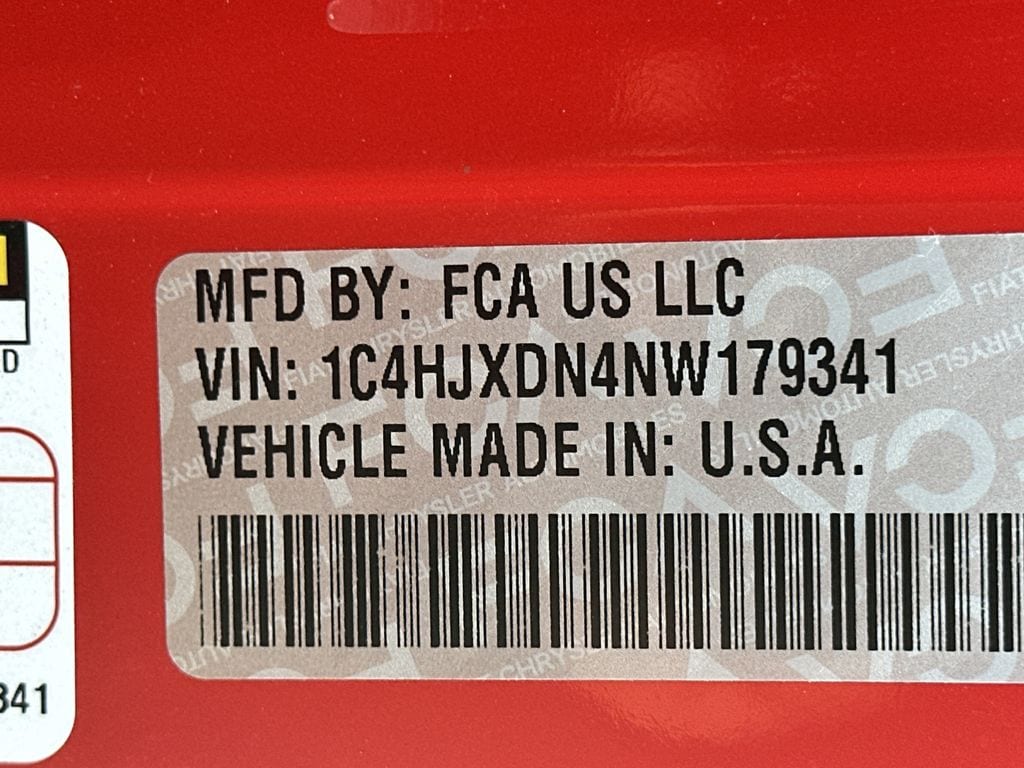 MFD BY: FCA US LLC
VIN: 1C4HJXDN4NW179341
VEHICLE MADE IN: U.S.A.
D
341